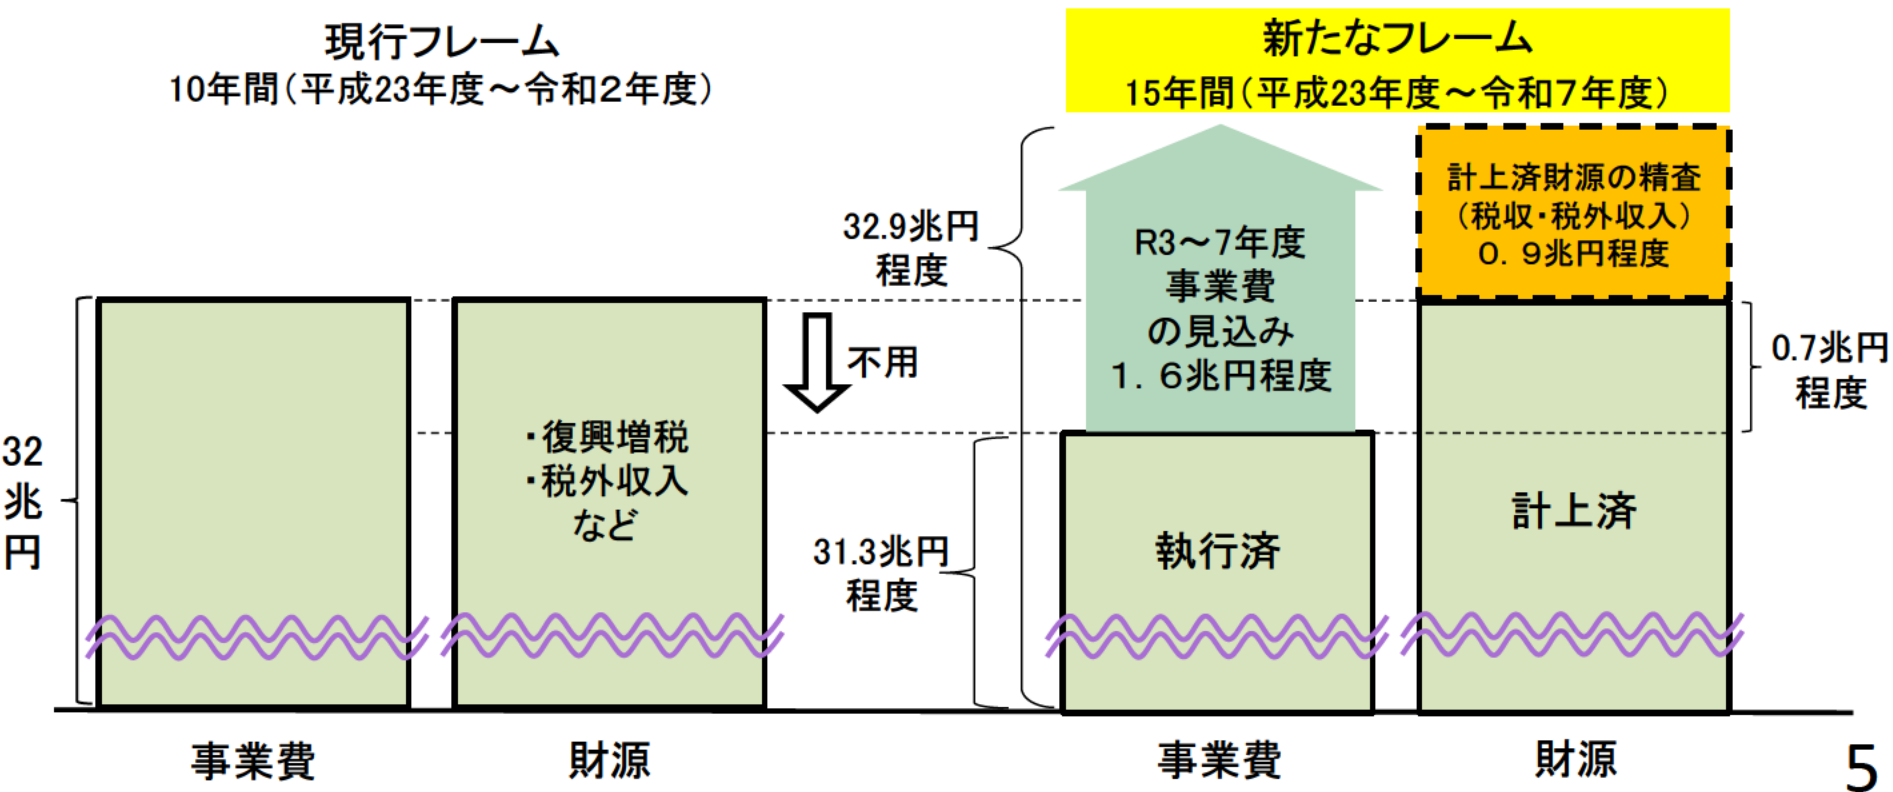 現行フレーム
10年間(平成23年度～令和2年度)
32
兆
円
・復興増税
・税外収入
など
事業費
財源
不用
新たなフレーム
15年間(平成23年度～令和7年度)
32.9兆円
程度
31.3兆円
程度
R3～7年度
事業費
の見込み
1.6兆円程度
執行済
計上済財源の精査
(税収・税外収入)
0.9兆円程度
計上済
0.7兆円
程度
事業費
財源
5